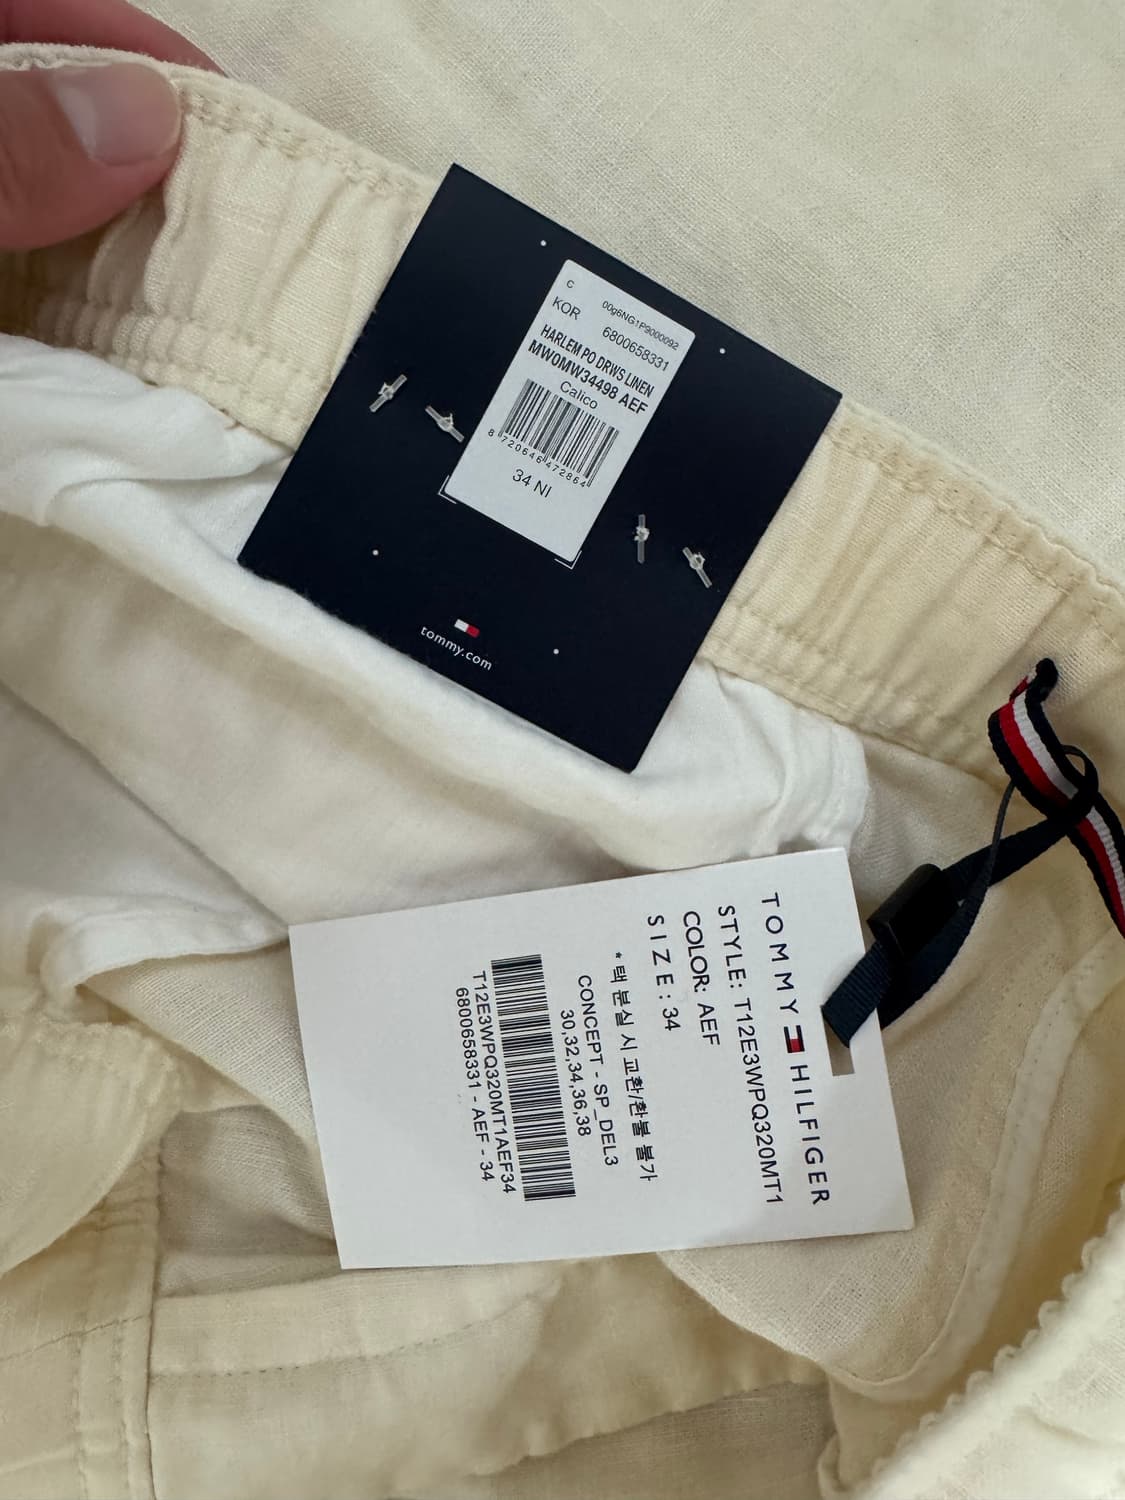 C
00g6NG1P9000092
KOR
6800658331
HARLEM PO DRWS LINEN
MW0MW34498 AEF
Calico
8 720646 472864
34 NI
tommy.com
TOMMY HILFIGER
STYLE: T12E3WPQ320MT1
COLOR: AEF
SIZE : 34
* 택 분실 시 교환/환불 불가
CONCEPT - SP_DEL3
30,32,34,36,38
T12E3WPQ320MT1AEF34
6800658331 - AEF - 34